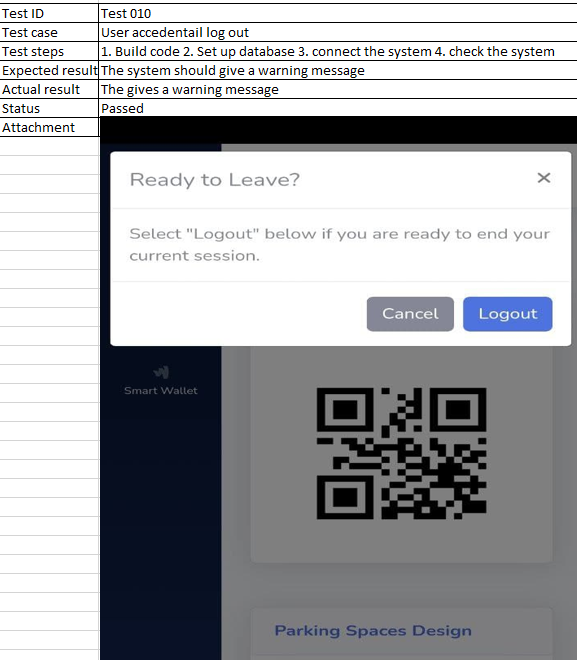 Test ID Test 010
Test case User accedentail log out
Test steps 1. Build code 2. Set up database 3. connect the system 4. check the system
Expected result The system should give a warning message
Actual result The gives a warning message
Status Passed
Attachment
Ready to Leave? ×
Select "Logout" below if you are ready to end your
current session.
Cancel Logout
Smart Wallet
Parking Spaces Design